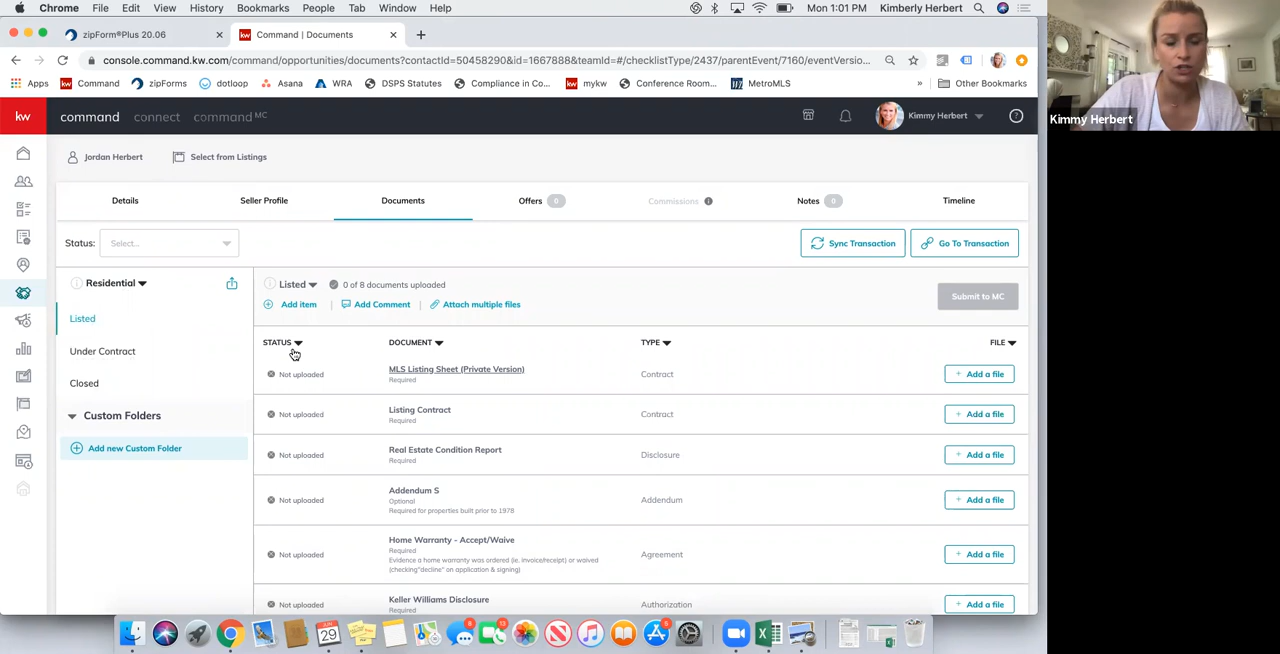 Chrome File Edit View History Bookmarks People Tab Window Help Mon 1:01 PM Kimberly Herbert
zipForm®Plus 20.06 Command | Documents
console.command.kw.com/command/opportunities/documents?contactId=50458290&id=1667888&teamId=#/checklistType/2437/parentEvent/7160/eventVersio...
Apps Command zipForms dotloop Asana WRA DSPS Statutes Compliance in Co... mykw Conference Room... MetroMLS » Other Bookmarks
kw command connect command MC Kimmy Herbert
Kimmy Herbert
Jordan Herbert Select from Listings
Details Seller Profile Documents Offers 0 Commissions Notes 0 Timeline
Status: Select... Sync Transaction Go To Transaction
Residential
Listed
Under Contract
Closed
Custom Folders
Add new Custom Folder
Listed 0 of 8 documents uploaded
Add item | Add Comment | Attach multiple files
Submit to MC
STATUS DOCUMENT TYPE FILE
Not uploaded MLS Listing Sheet (Private Version) Contract + Add a file
Required
Not uploaded Listing Contract Contract + Add a file
Required
Not uploaded Real Estate Condition Report Disclosure + Add a file
Required
Not uploaded Addendum S Addendum + Add a file
Optional
Required for properties built prior to 1978
Not uploaded Home Warranty - Accept/Waive Agreement + Add a file
Required
Evidence a home warranty was ordered (ie. invoice/receipt) or waived
(checking"decline" on application & signing)
Not uploaded Keller Williams Disclosure Authorization + Add a file
Required